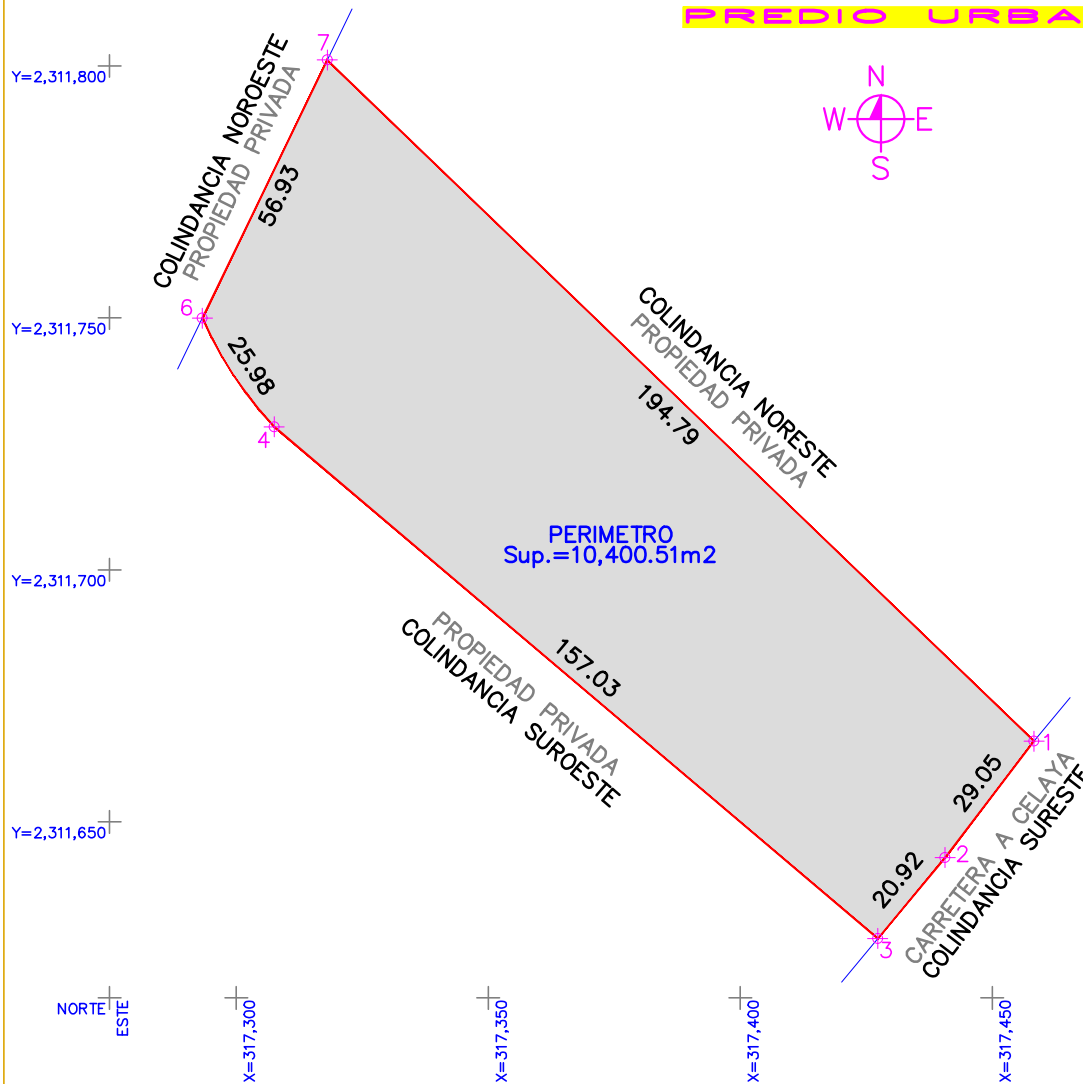 PREDIO URBA
N
W E
S
7
Y=2,311,800
COLINDANCIA NOROESTE
PROPIEDAD PRIVADA
56.93
6
Y=2,311,750
25.98
4
COLINDANCIA NORESTE
PROPIEDAD PRIVADA
194.79
PERIMETRO
Sup.=10,400.51m2
Y=2,311,700
PROPIEDAD PRIVADA
COLINDANCIA SUROESTE
157.03
1
29.05
2
20.92
3
CARRETERA A CELAYA
COLINDANCIA SURESTE
Y=2,311,650
NORTE
ESTE
X=317,300
X=317,350
X=317,400
X=317,450